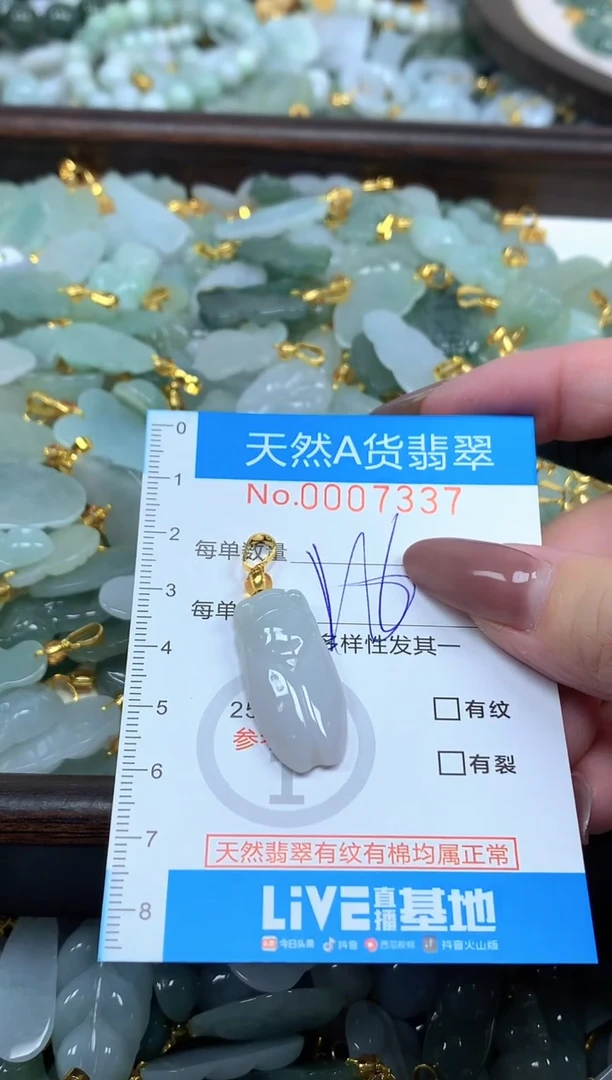 0
天然A货翡翠
1
No.0007337
2
每单数量
3
每单
4
多样性发其一
5
25
有纹
参考
6
有裂
7
天然翡翠有纹有棉均属正常
8
LiVE直播基地
今日头条 抖音 西瓜视频 抖音火山版